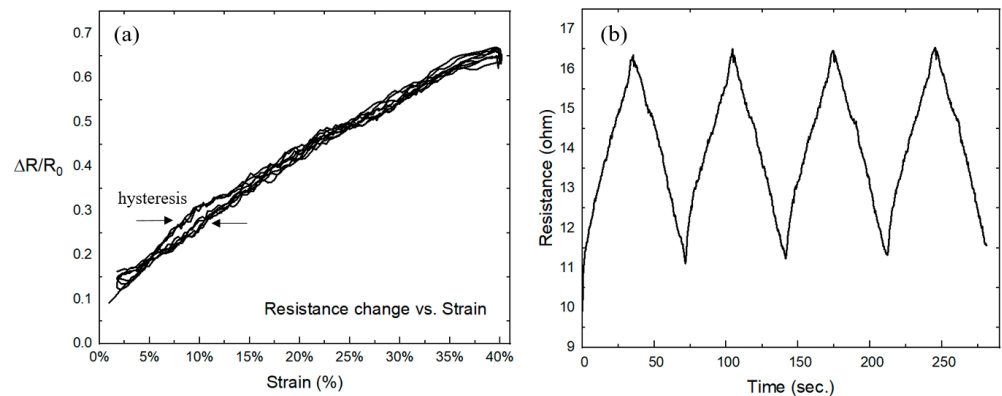 (a)
0.7
0.6
0.5
0.4
0.3
0.2
0.1
0.0
ΔR/R0
hysteresis
Resistance change vs. Strain
0% 5% 10% 15% 20% 25% 30% 35% 40%
Strain (%)
(b)
17
16
15
14
13
12
11
10
9
Resistance (ohm)
0 50 100 150 200 250
Time (sec.)